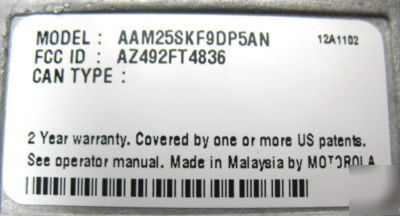 MODEL : AAM25SKF9DP5AN 12A1102
FCC ID : AZ492FT4836
CAN TYPE :
2 Year warranty. Covered by one or more US patents.
See operator manual. Made in Malaysia by MOTOROLA